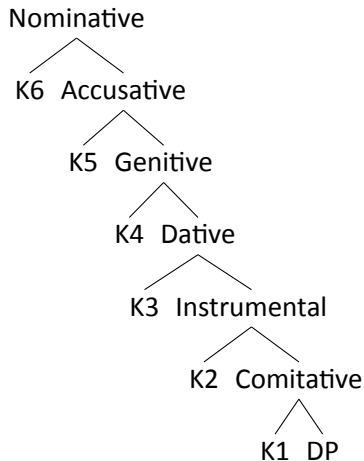 Nominative
K6 Accusative
K5 Genitive
K4 Dative
K3 Instrumental
K2 Comitative
K1 DP